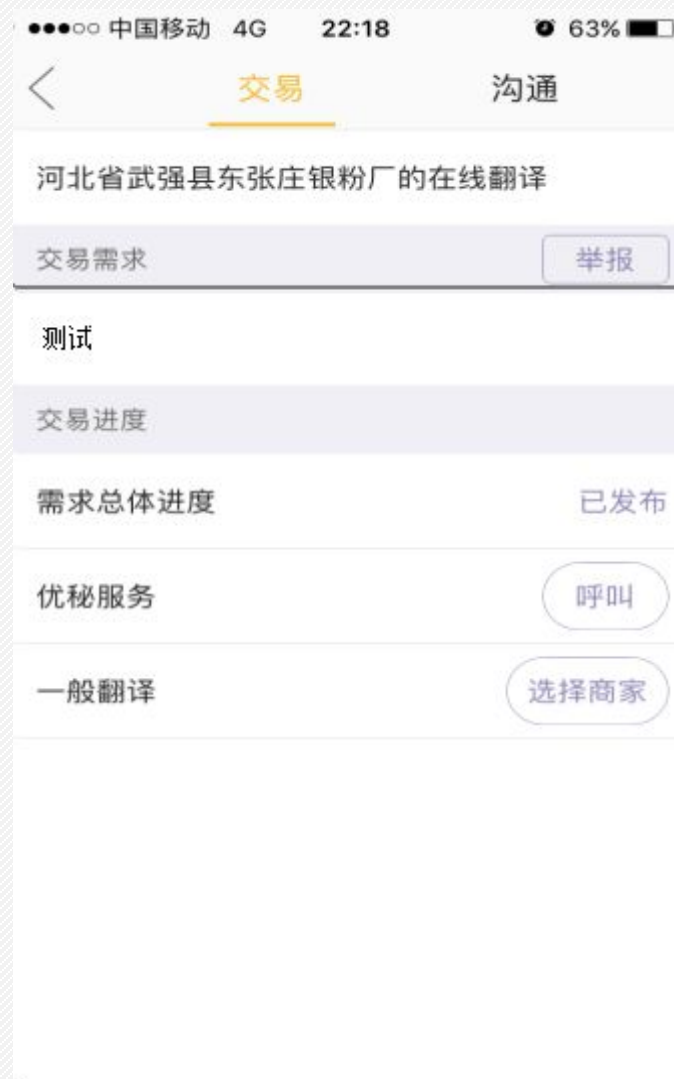 中国移动 4G 22:18 63%
交易 沟通
河北省武强县东张庄银粉厂的在线翻译
交易需求 举报
测试
交易进度
需求总体进度 已发布
优秘服务 呼叫
一般翻译 选择商家